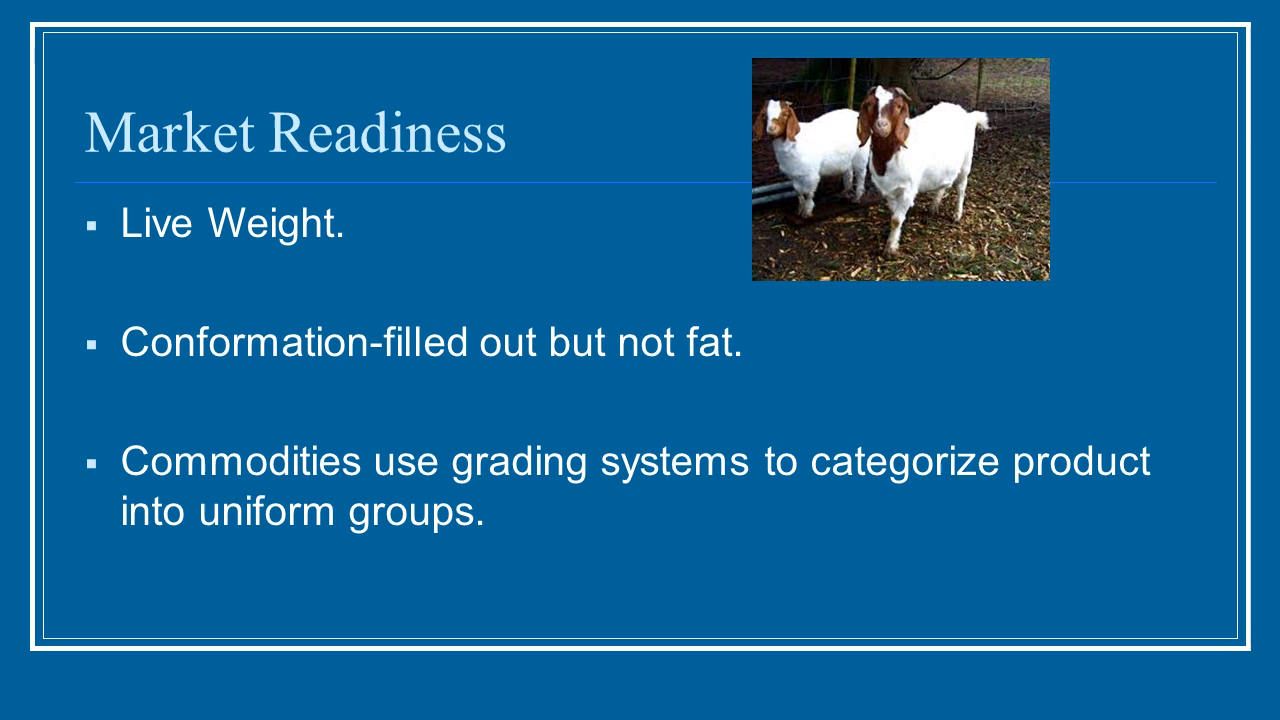 Market Readiness
▪ Live Weight.
▪ Conformation-filled out but not fat.
▪ Commodities use grading systems to categorize product
into uniform groups.